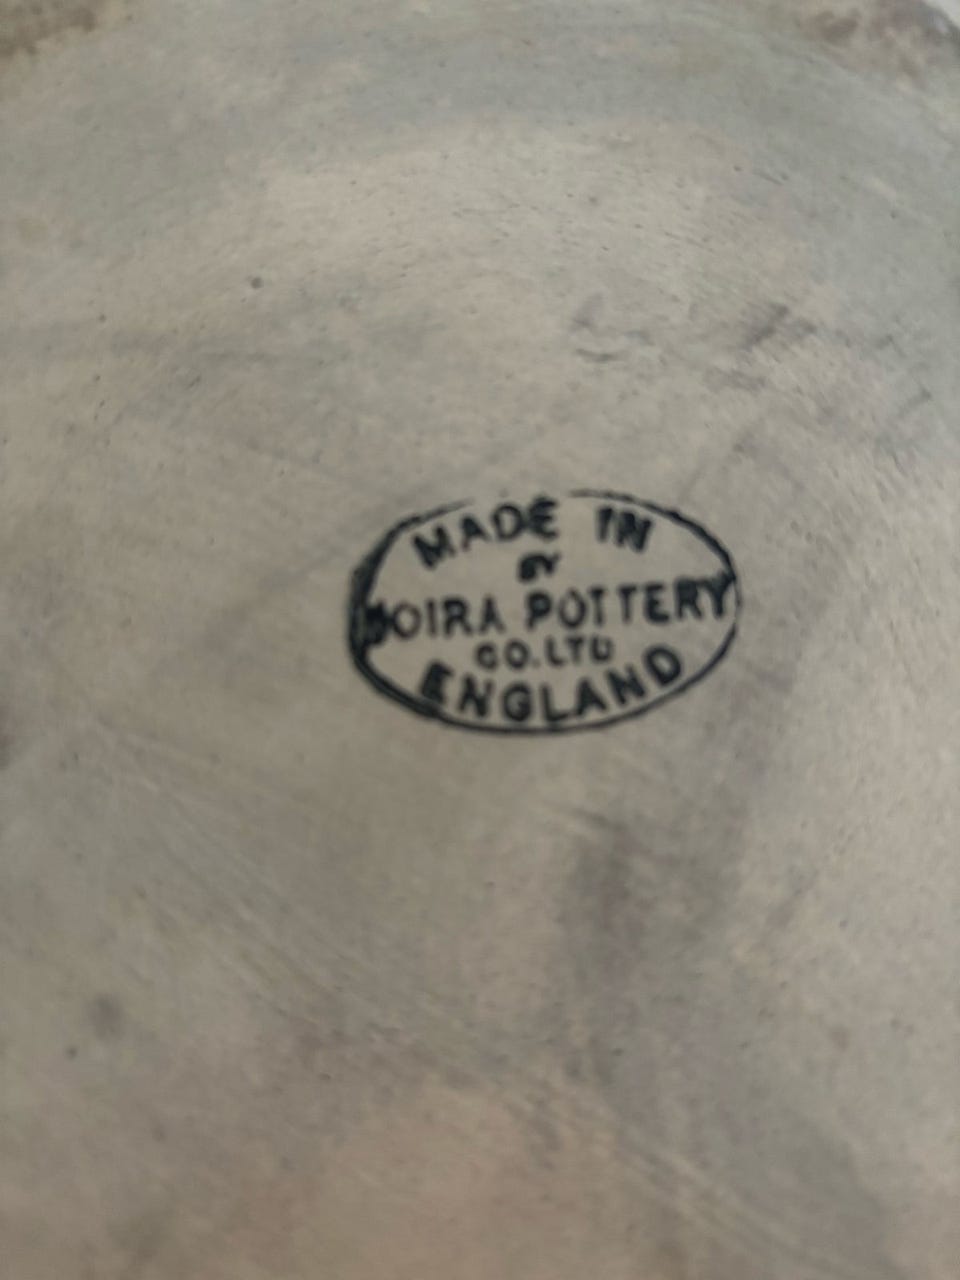 MADE IN
BY
MOIRA POTTERY
CO. LTD
ENGLAND